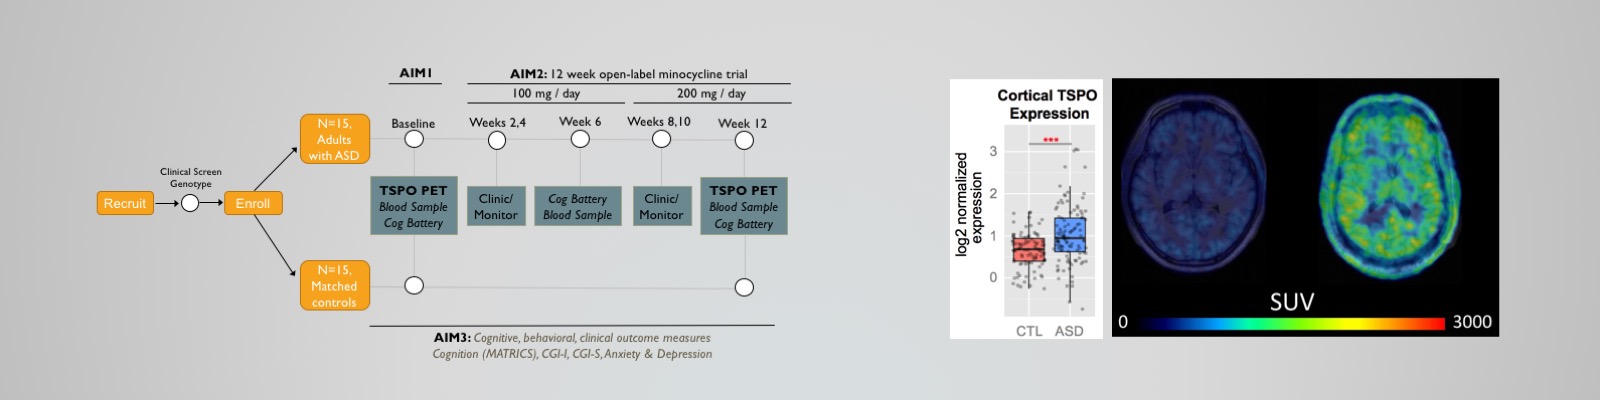 AIM1
AIM2: 12 week open-label minocycline trial
100 mg / day
200 mg / day
Baseline
Weeks 2,4
Week 6
Weeks 8,10
Week 12
Recruit
Clinical Screen
Genotype
Enroll
N=15,
Adults
with ASD
TSPO PET
Blood Sample
Cog Battery
Clinic/
Monitor
Cog Battery
Blood Sample
Clinic/
Monitor
TSPO PET
Blood Sample
Cog Battery
N=15,
Matched
controls
AIM3: Cognitive, behavioral, clinical outcome measures
Cognition (MATRICS), CGI-I, CGI-S, Anxiety & Depression
Cortical TSPO
Expression
***
log2 normalized
expression
3
2
1
0
CTL
ASD
SUV
0
3000